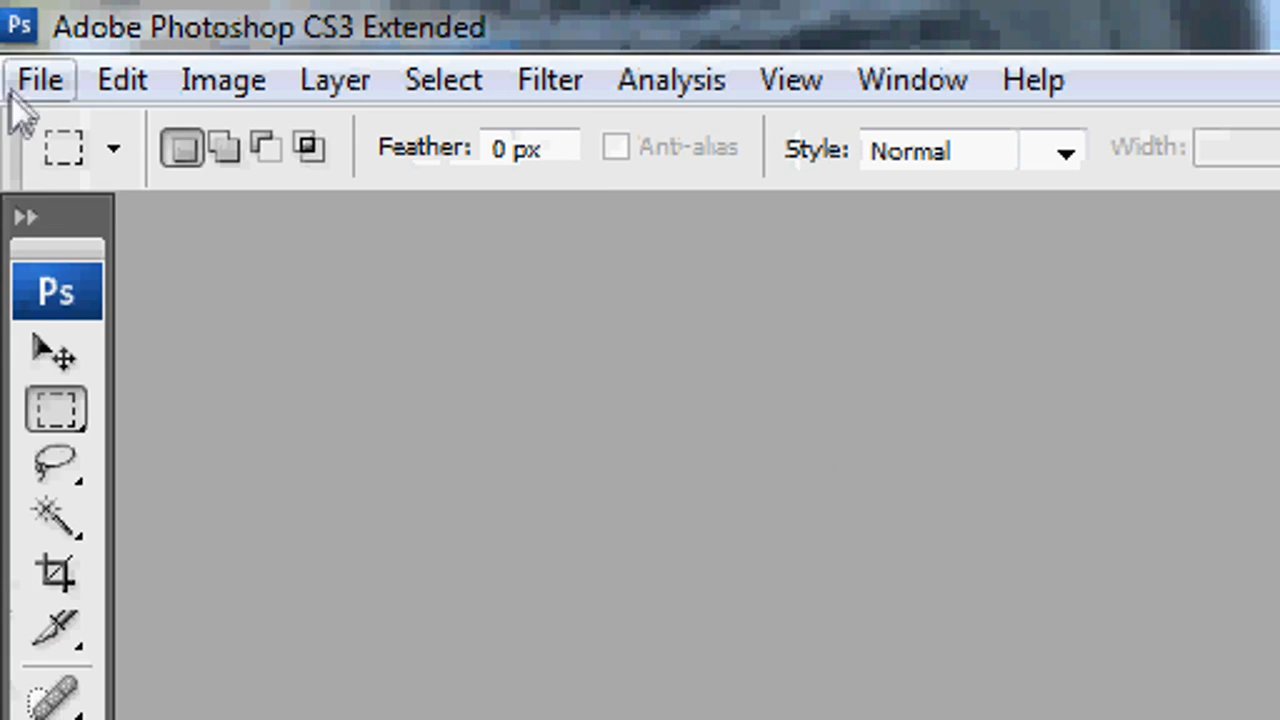 Ps Adobe Photoshop CS3 Extended
File Edit Image Layer Select Filter Analysis View Window Help
Feather: 0 px Anti-alias Style: Normal Width:
Ps